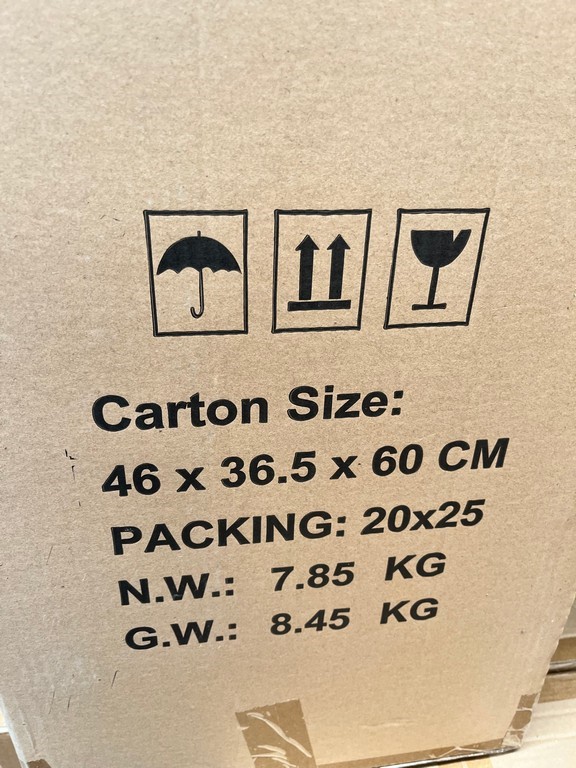 Carton Size:
46 x 36.5 x 60 CM
PACKING: 20x25
N.W.: 7.85 KG
G.W.: 8.45 KG